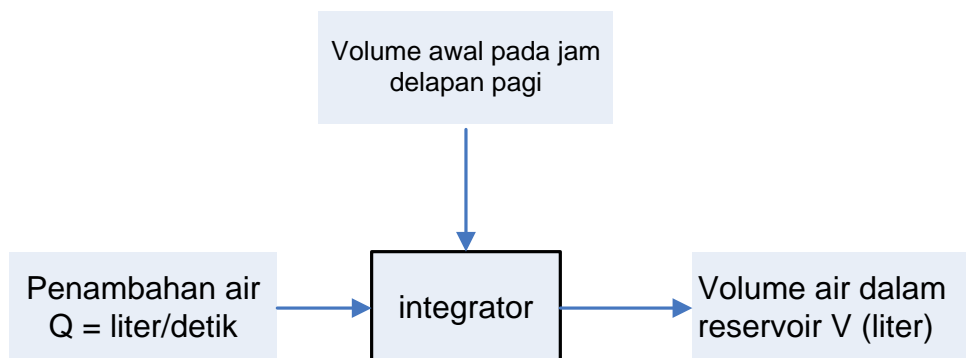 Volume awal pada jam
delapan pagi
Penambahan air
Q = liter/detik
integrator
Volume air dalam
reservoir V (liter)